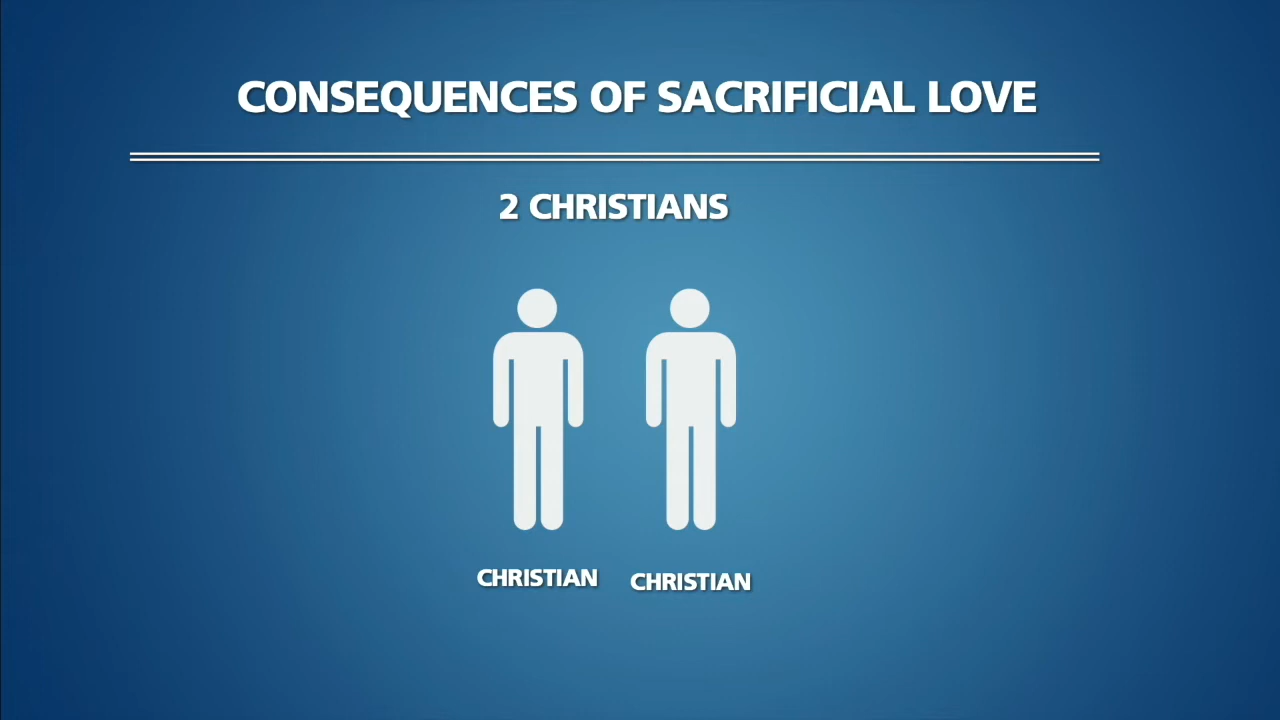 CONSEQUENCES OF SACRIFICIAL LOVE
2 CHRISTIANS
CHRISTIAN
CHRISTIAN